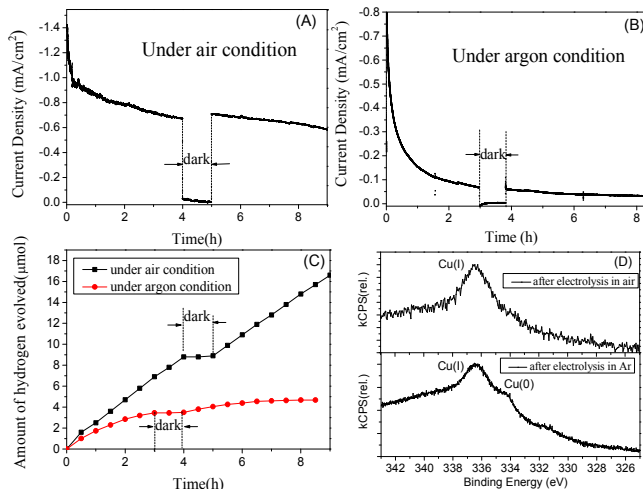 (A)
Under air condition
Current Density (mA/cm²)
-1.4
-1.2
-1.0
-0.8
-0.6
-0.4
-0.2
0.0
dark
0 2 4 6 8
Time(h)
(B)
Under argon condition
Current Density (mA/cm²)
-0.8
-0.7
-0.6
-0.5
-0.4
-0.3
-0.2
-0.1
0.0
dark
0 2 4 6 8
Time (h)
(C)
under air condition
under argon condition
Amount of hydrogen evolved(μmol)
18
16
14
12
10
8
6
4
2
0
dark
dark
0 2 4 6 8
Time(h)
(D)
Cu(I)
after electrolysis in air
kCPS(rel.)
Cu(I)
Cu(0)
after electrolysis in Ar
kCPS(rel.)
342 340 338 336 334 332 330 328 326
Binding Energy (eV)